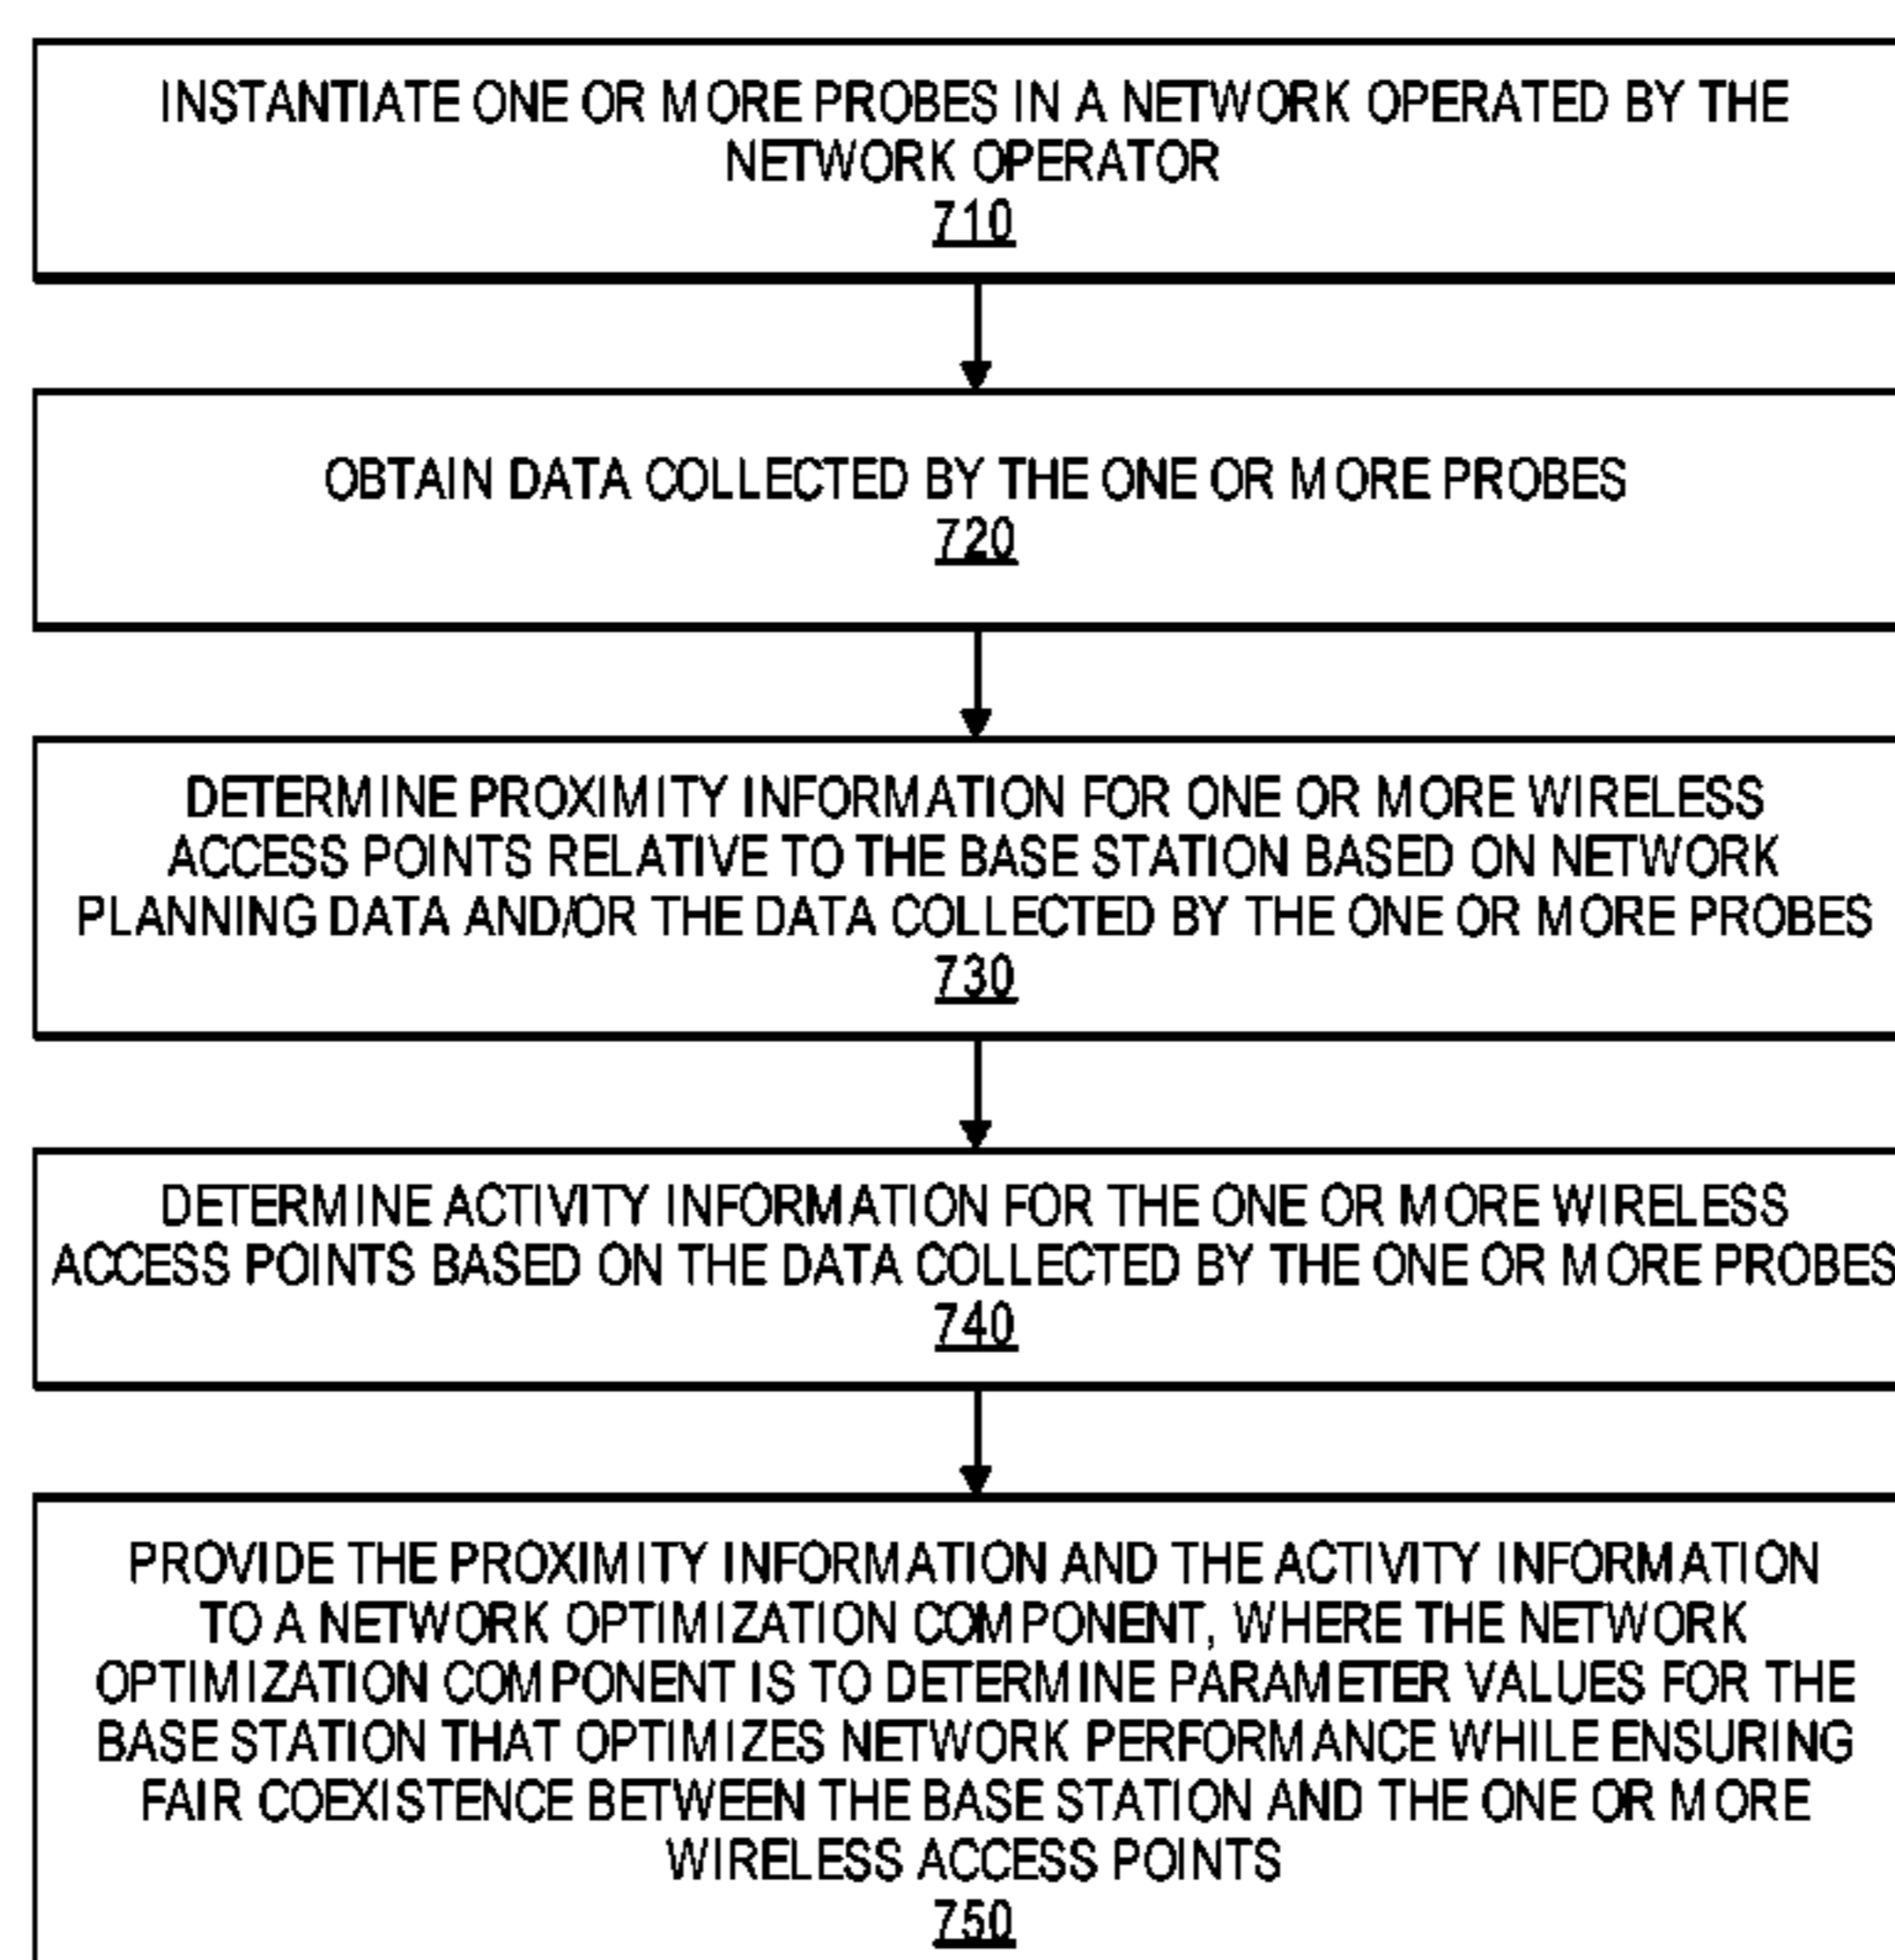 INSTANTIATE ONE OR MORE PROBES IN A NETWORK OPERATED BY THE
NETWORK OPERATOR
710
OBTAIN DATA COLLECTED BY THE ONE OR MORE PROBES
720
DETERMINE PROXIMITY INFORMATION FOR ONE OR MORE WIRELESS
ACCESS POINTS RELATIVE TO THE BASE STATION BASED ON NETWORK
PLANNING DATA AND/OR THE DATA COLLECTED BY THE ONE OR MORE PROBES
730
DETERMINE ACTIVITY INFORMATION FOR THE ONE OR MORE WIRELESS
ACCESS POINTS BASED ON THE DATA COLLECTED BY THE ONE OR MORE PROBES
740
PROVIDE THE PROXIMITY INFORMATION AND THE ACTIVITY INFORMATION
TO A NETWORK OPTIMIZATION COMPONENT, WHERE THE NETWORK
OPTIMIZATION COMPONENT IS TO DETERMINE PARAMETER VALUES FOR THE
BASE STATION THAT OPTIMIZES NETWORK PERFORMANCE WHILE ENSURING
FAIR COEXISTENCE BETWEEN THE BASE STATION AND THE ONE OR MORE
WIRELESS ACCESS POINTS
750